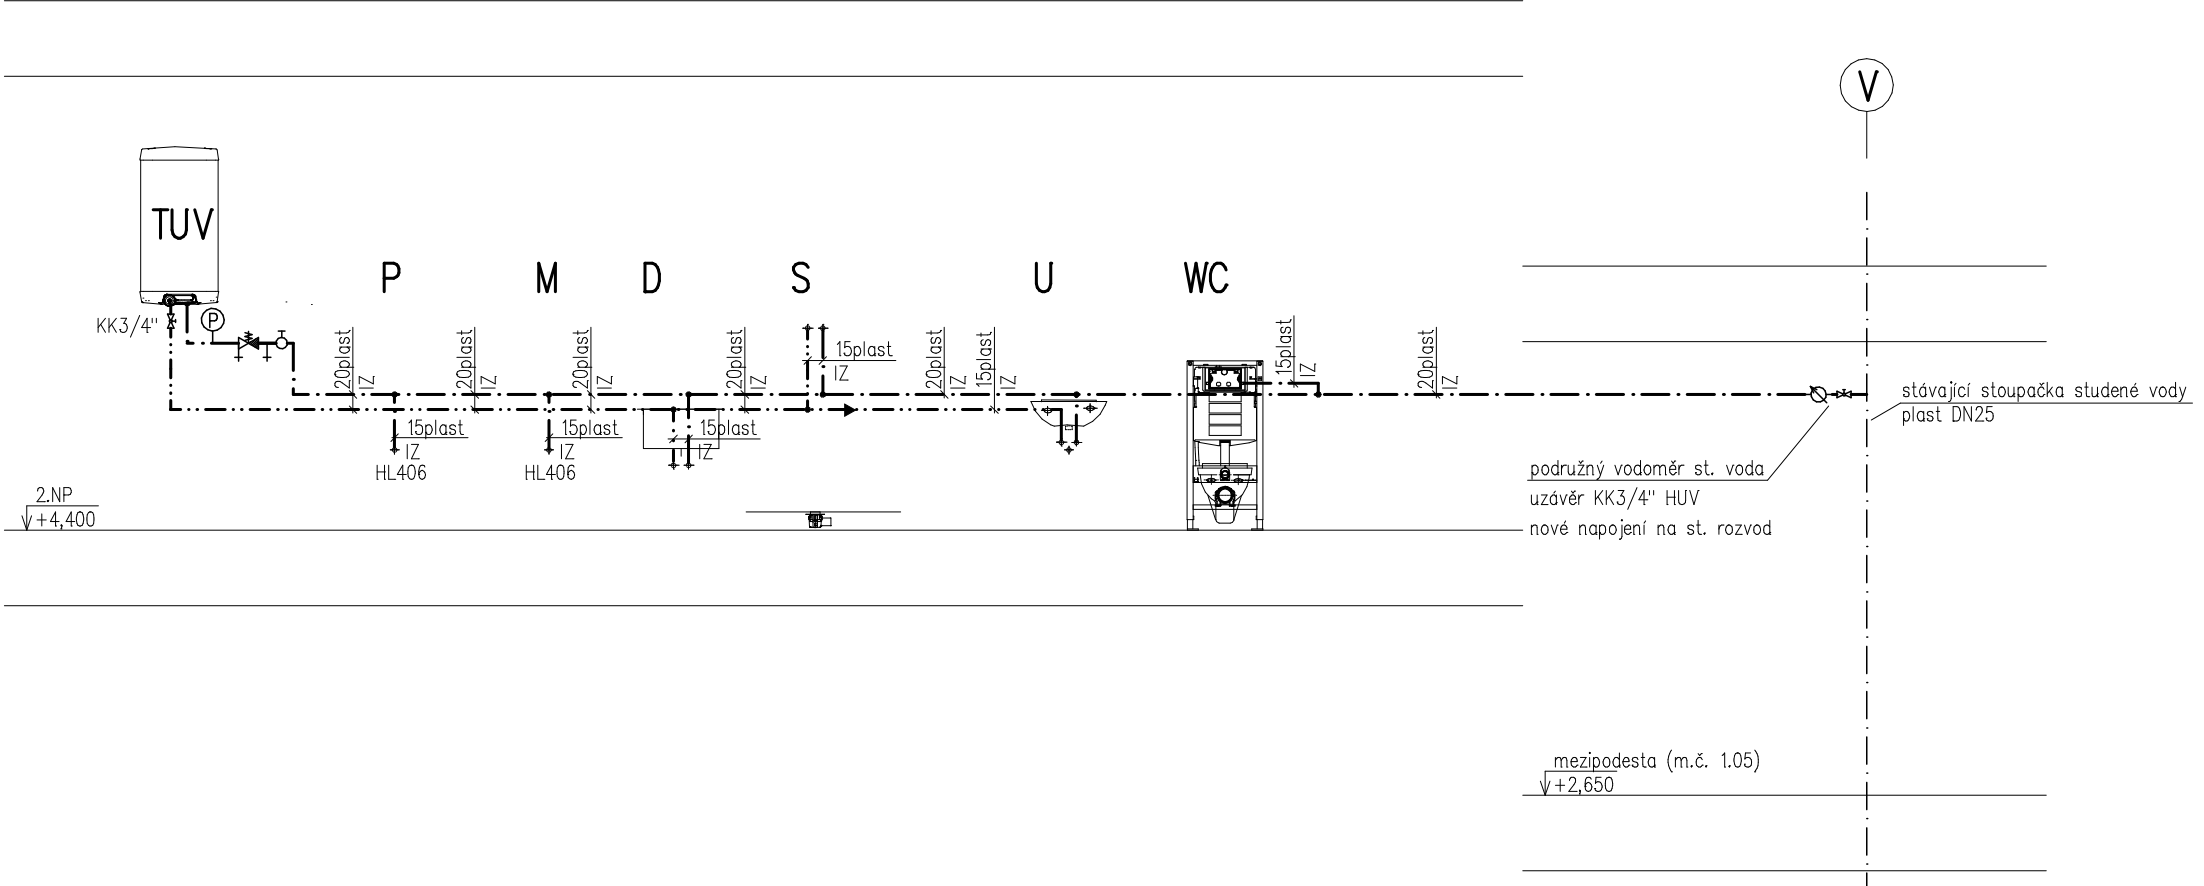 V
TUV
P
M
D
S
U
WC
KK3/4"
P
20plast
IZ
20plast
IZ
20plast
IZ
20plast
IZ
15plast
IZ
20plast
IZ
15plast
IZ
15plast
IZ
20plast
IZ
15plast
IZ
HL406
15plast
IZ
HL406
15plast
IZ
stávající stoupačka studené vody
plast DN25
podružný vodoměr st. voda
uzávěr KK3/4" HUV
nové napojení na st. rozvod
2.NP
+4,400
mezipodesta (m.č. 1.05)
+2,650